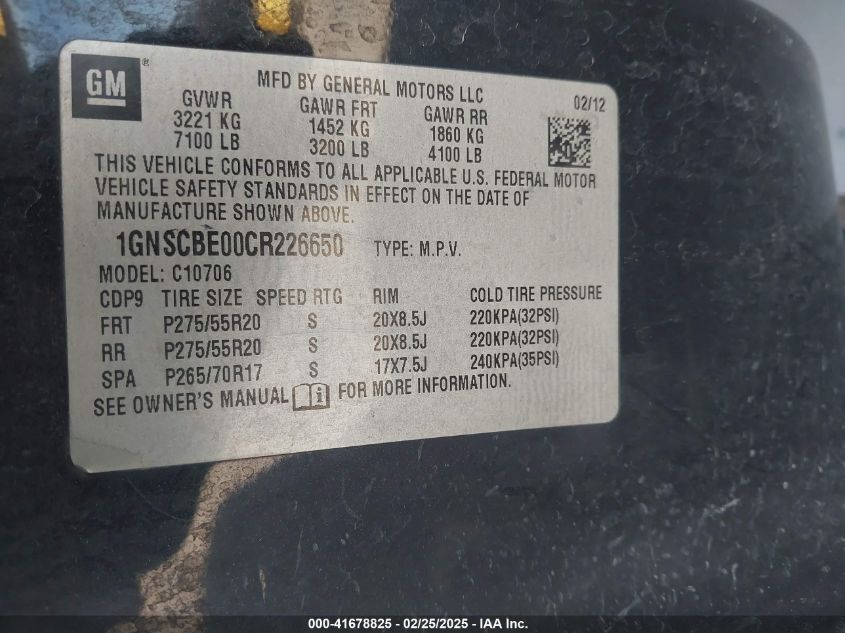 GM ®
MFD BY GENERAL MOTORS LLC
02/12
GVWR GAWR FRT GAWR RR
3221 KG 1452 KG 1860 KG
7100 LB 3200 LB 4100 LB
THIS VEHICLE CONFORMS TO ALL APPLICABLE U.S. FEDERAL MOTOR
VEHICLE SAFETY STANDARDS IN EFFECT ON THE DATE OF
MANUFACTURE SHOWN ABOVE.
1GNSCBE00CR226650 TYPE: M.P.V.
MODEL: C10706
CDP9 TIRE SIZE SPEED RTG RIM COLD TIRE PRESSURE
FRT P275/55R20 S 20X8.5J 220KPA(32PSI)
RR P275/55R20 S 20X8.5J 220KPA(32PSI)
SPA P265/70R17 S 17X7.5J 240KPA(35PSI)
SEE OWNER'S MANUAL FOR MORE INFORMATION.
000-41678825 - 02/25/2025 - IAA Inc.